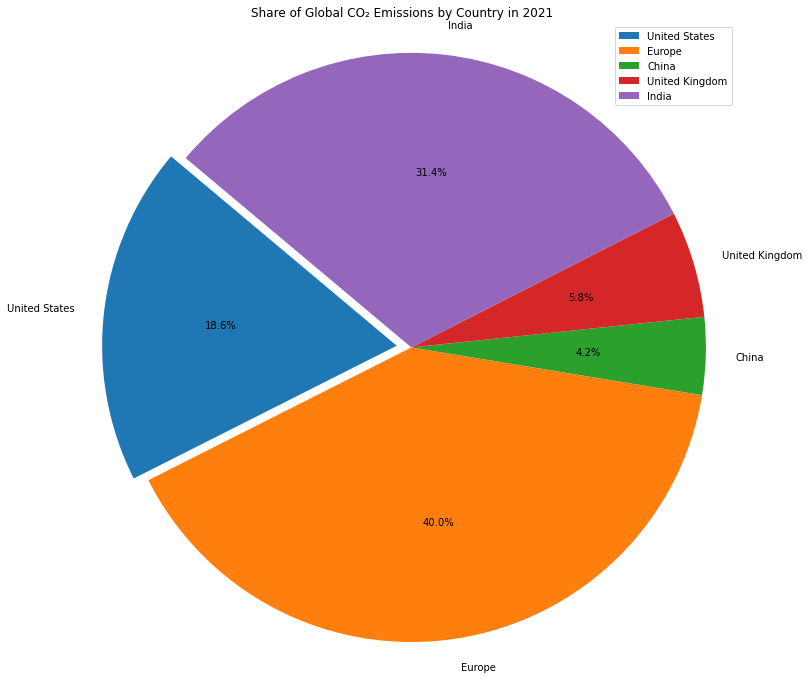 Share of Global CO₂ Emissions by Country in 2021
India
United States
Europe
China
United Kingdom
India
31.4%
United Kingdom
5.8%
United States
18.6%
4.2%
China
40.0%
Europe